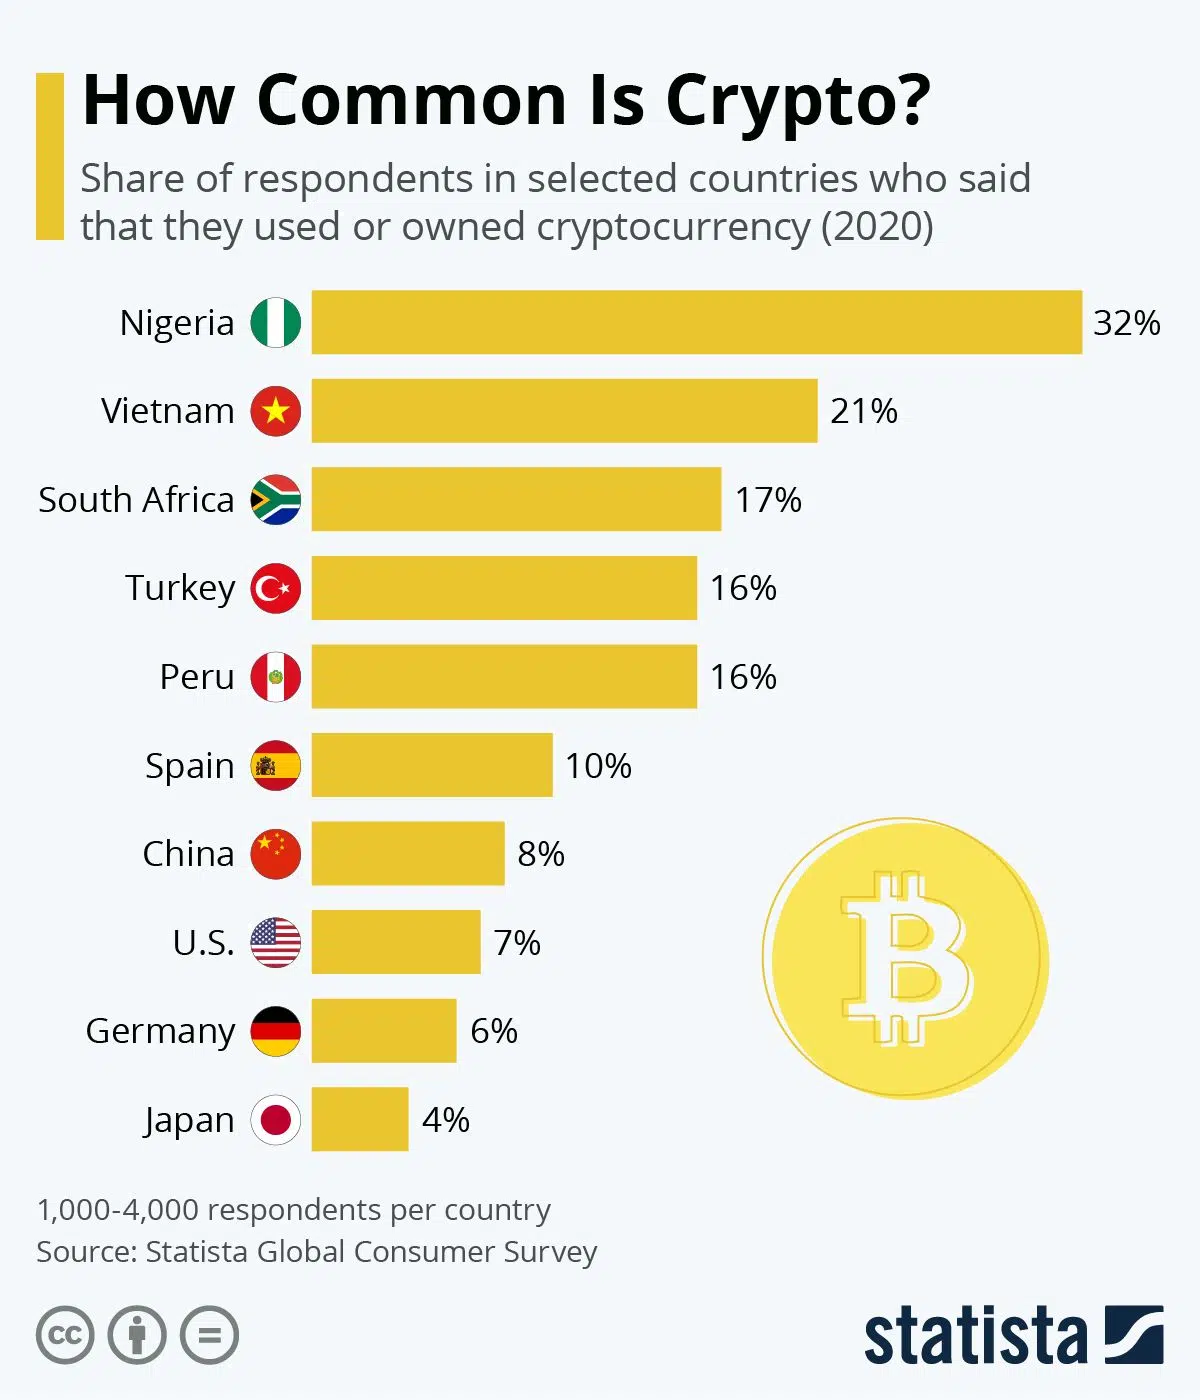 How Common Is Crypto?
Share of respondents in selected countries who said
that they used or owned cryptocurrency (2020)
Nigeria 32%
Vietnam 21%
South Africa 17%
Turkey 16%
Peru 16%
Spain 10%
China 8%
U.S. 7%
Germany 6%
Japan 4%
1,000-4,000 respondents per country
Source: Statista Global Consumer Survey
cc
statista